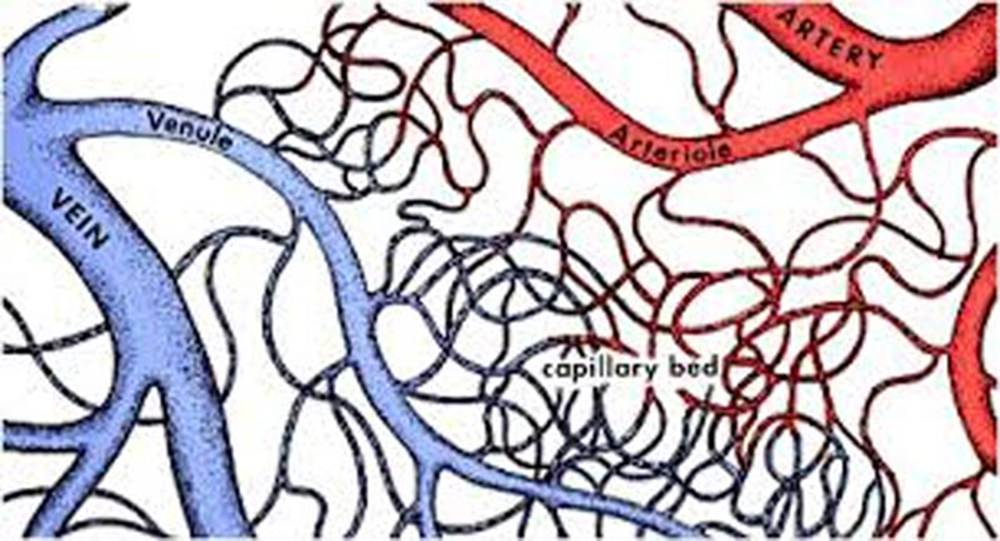 ARTERY
Venule
Arteriole
VEIN
capillary bed